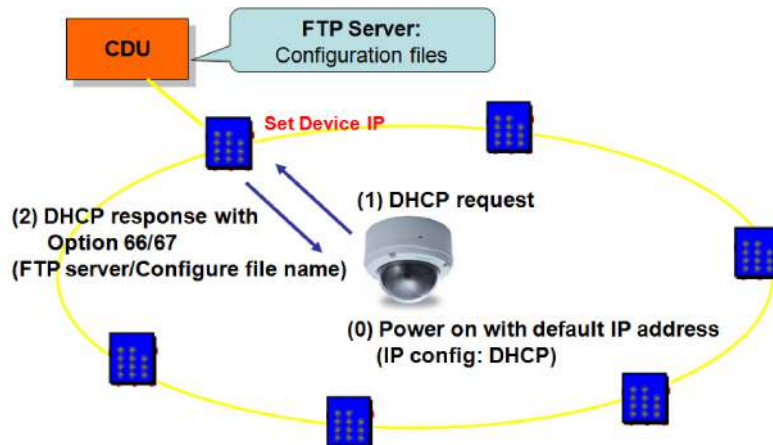 FTP Server:
Configuration files
CDU
Set Device IP
(1) DHCP request
(2) DHCP response with
Option 66/67
(FTP server/Configure file name)
(0) Power on with default IP address
(IP config: DHCP)